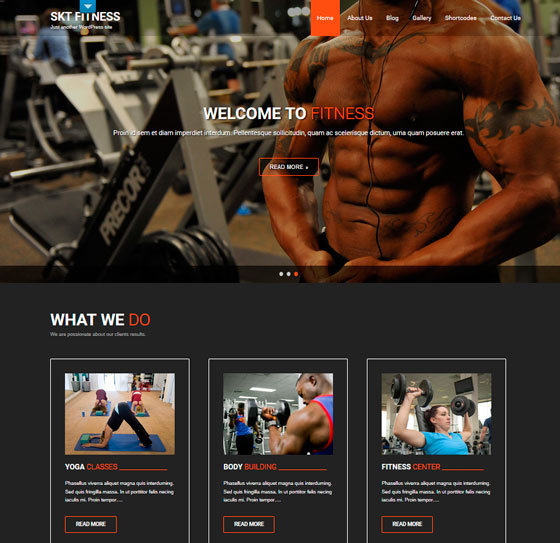 SKT FITNESS
Just another WordPress site
Home About Us Blog Gallery Shortcodes Contact Us
WELCOME TO FITNESS
Proin id sem et diam imperdiet interdum. Pellentesque sollicitudin, quam ac scelerisque dictum, urna quam posuere erat.
READ MORE »
PRECOR
WHAT WE DO
We are possionate about our clients results.
YOGA CLASSES
Phasellus viverra aliquet magna quis interdurming.
Sed quis fringilla massa. In ut porttitor felis necing
iaculis mi. Proin tempor....
READ MORE
BODY BUILDING
Phasellus viverra aliquet magna quis interdurming.
Sed quis fringilla massa. In ut porttitor felis necing
iaculis mi. Proin tempor....
READ MORE
FITNESS CENTER
Phasellus viverra aliquet magna quis interdurming.
Sed quis fringilla massa. In ut porttitor felis necing
iaculis mi. Proin tempor....
READ MORE